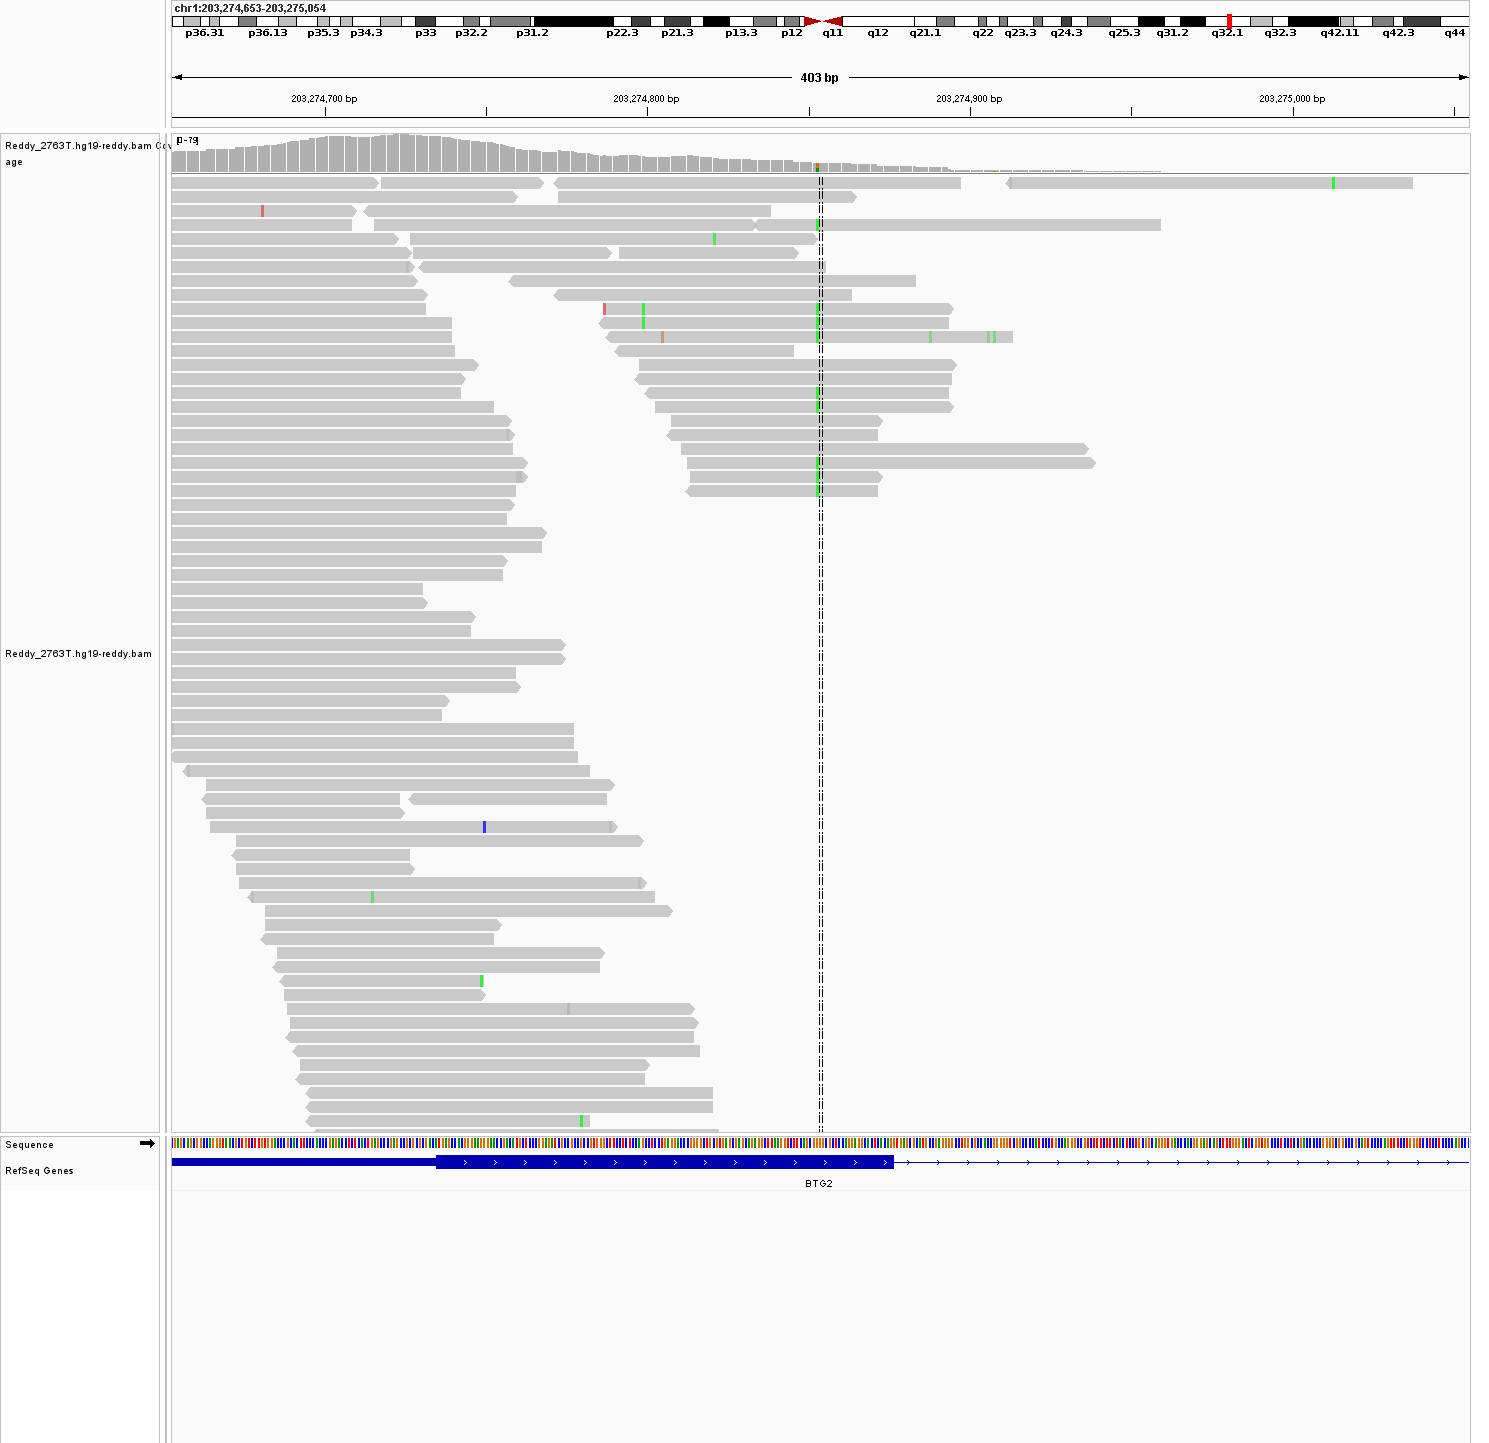 chr1:203,274,653-203,275,054
p36.31 p36.13 p35.3 p34.3 p33 p32.2 p31.2 p22.3 p21.3 p13.3 p12 q11 q12 q21.1 q22 q23.3 q24.3 q25.3 q31.2 q32.1 q32.3 q42.11 q42.3 q44
403 bp
203,274,700 bp 203,274,800 bp 203,274,900 bp 203,275,000 bp
[0-79]
Reddy_2763T.hg19-reddy.bam Cov
age
Reddy_2763T.hg19-reddy.bam
Sequence
RefSeq Genes
BTG2